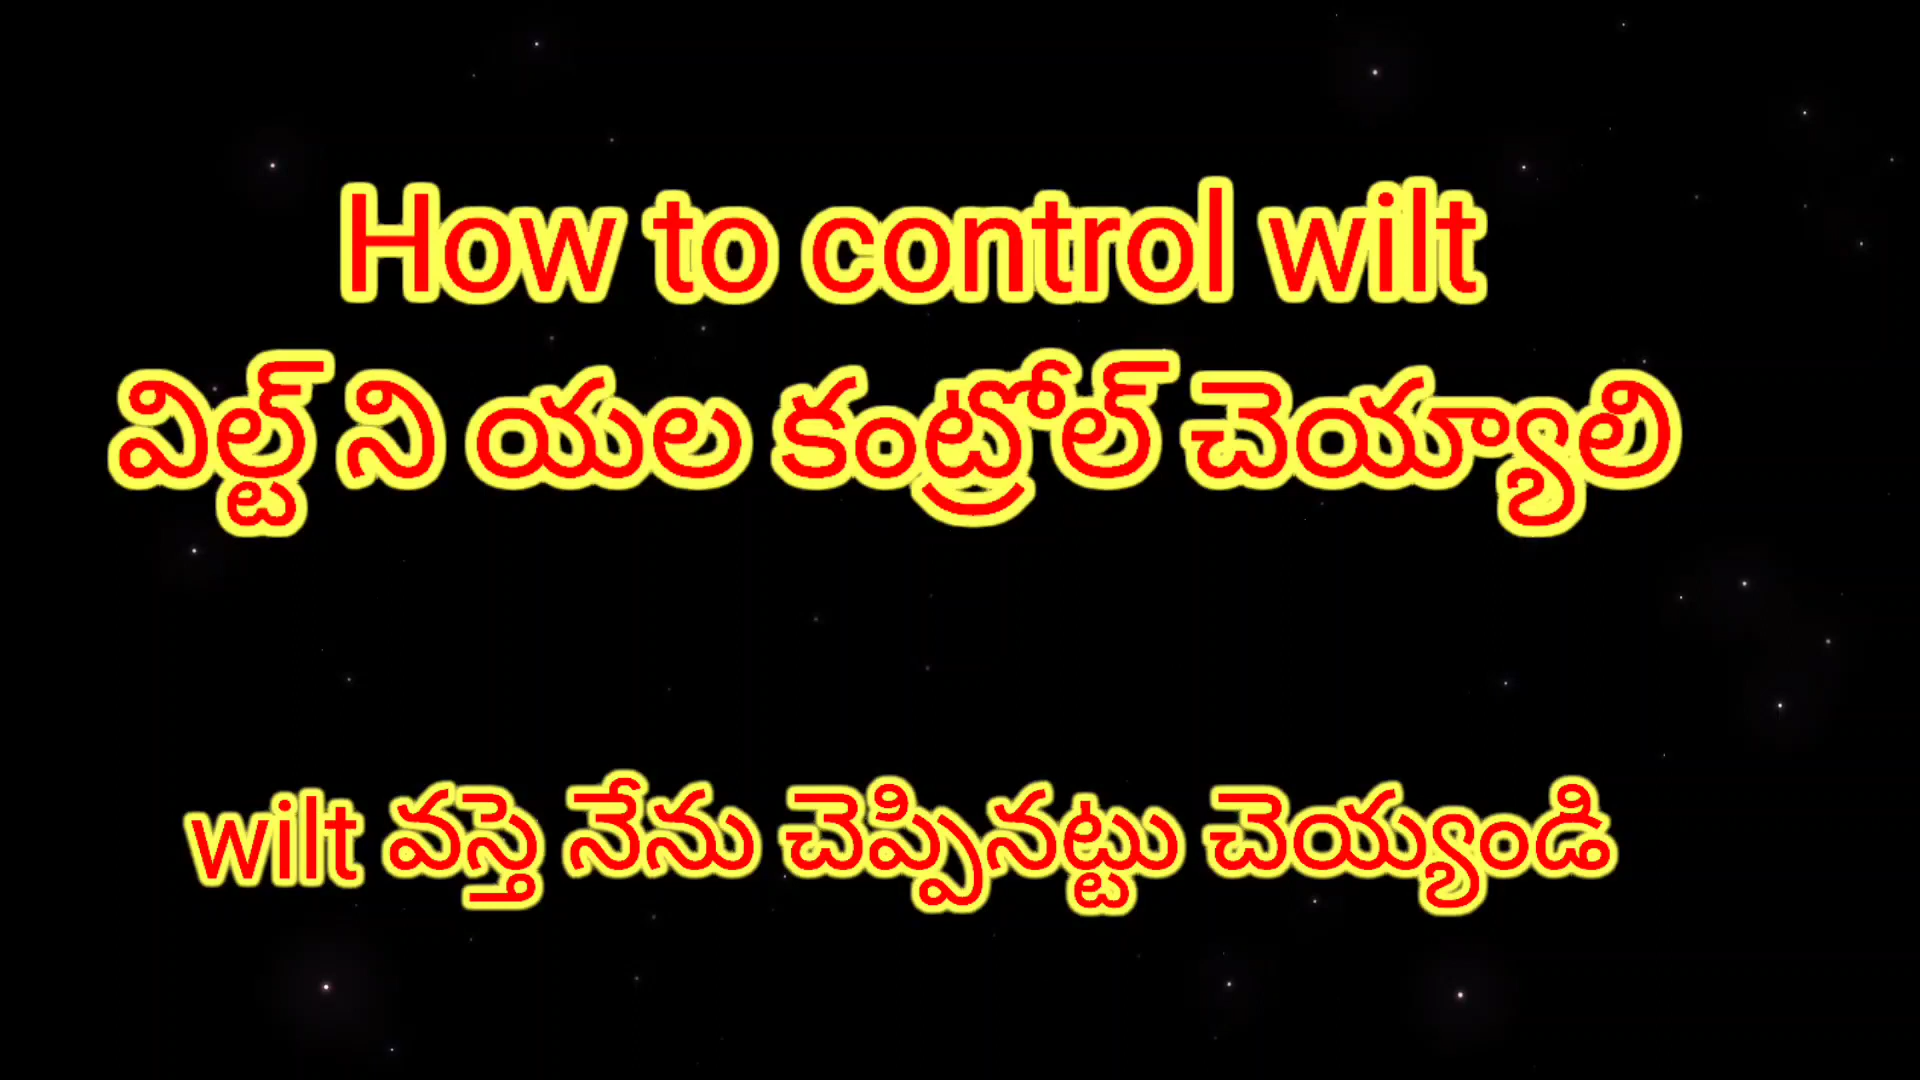 How to control wilt
విల్ట్ ని యల కంట్రోల్ చెయ్యాలి
wilt వస్తె నేను చెప్పినట్టు చెయ్యండి